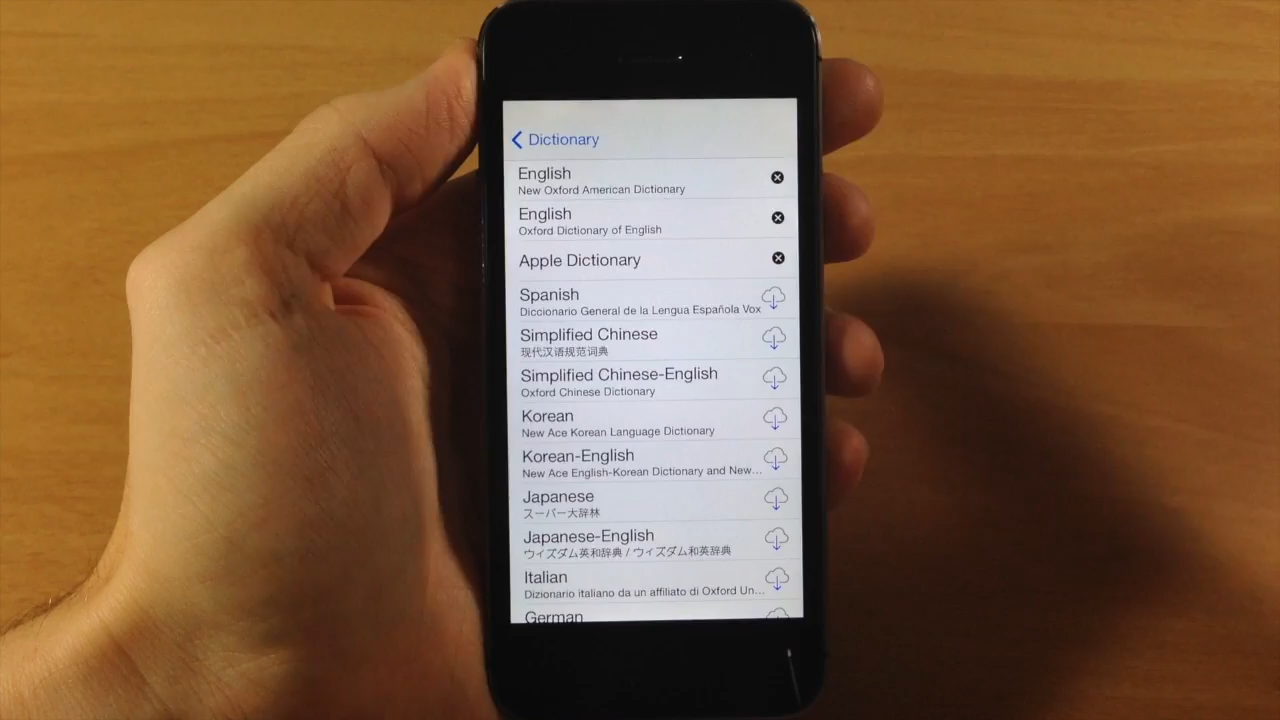 Dictionary
English
New Oxford American Dictionary
English
Oxford Dictionary of English
Apple Dictionary
Spanish
Diccionario General de la Lengua Española Vox
Simplified Chinese
现代汉语规范词典
Simplified Chinese-English
Oxford Chinese Dictionary
Korean
New Ace Korean Language Dictionary
Korean-English
New Ace English-Korean Dictionary and New...
Japanese
スーパー大辞林
Japanese-English
ウィズダム英和辞典 / ウィズダム和英辞典
Italian
Dizionario italiano da un affiliato di Oxford Un...
German